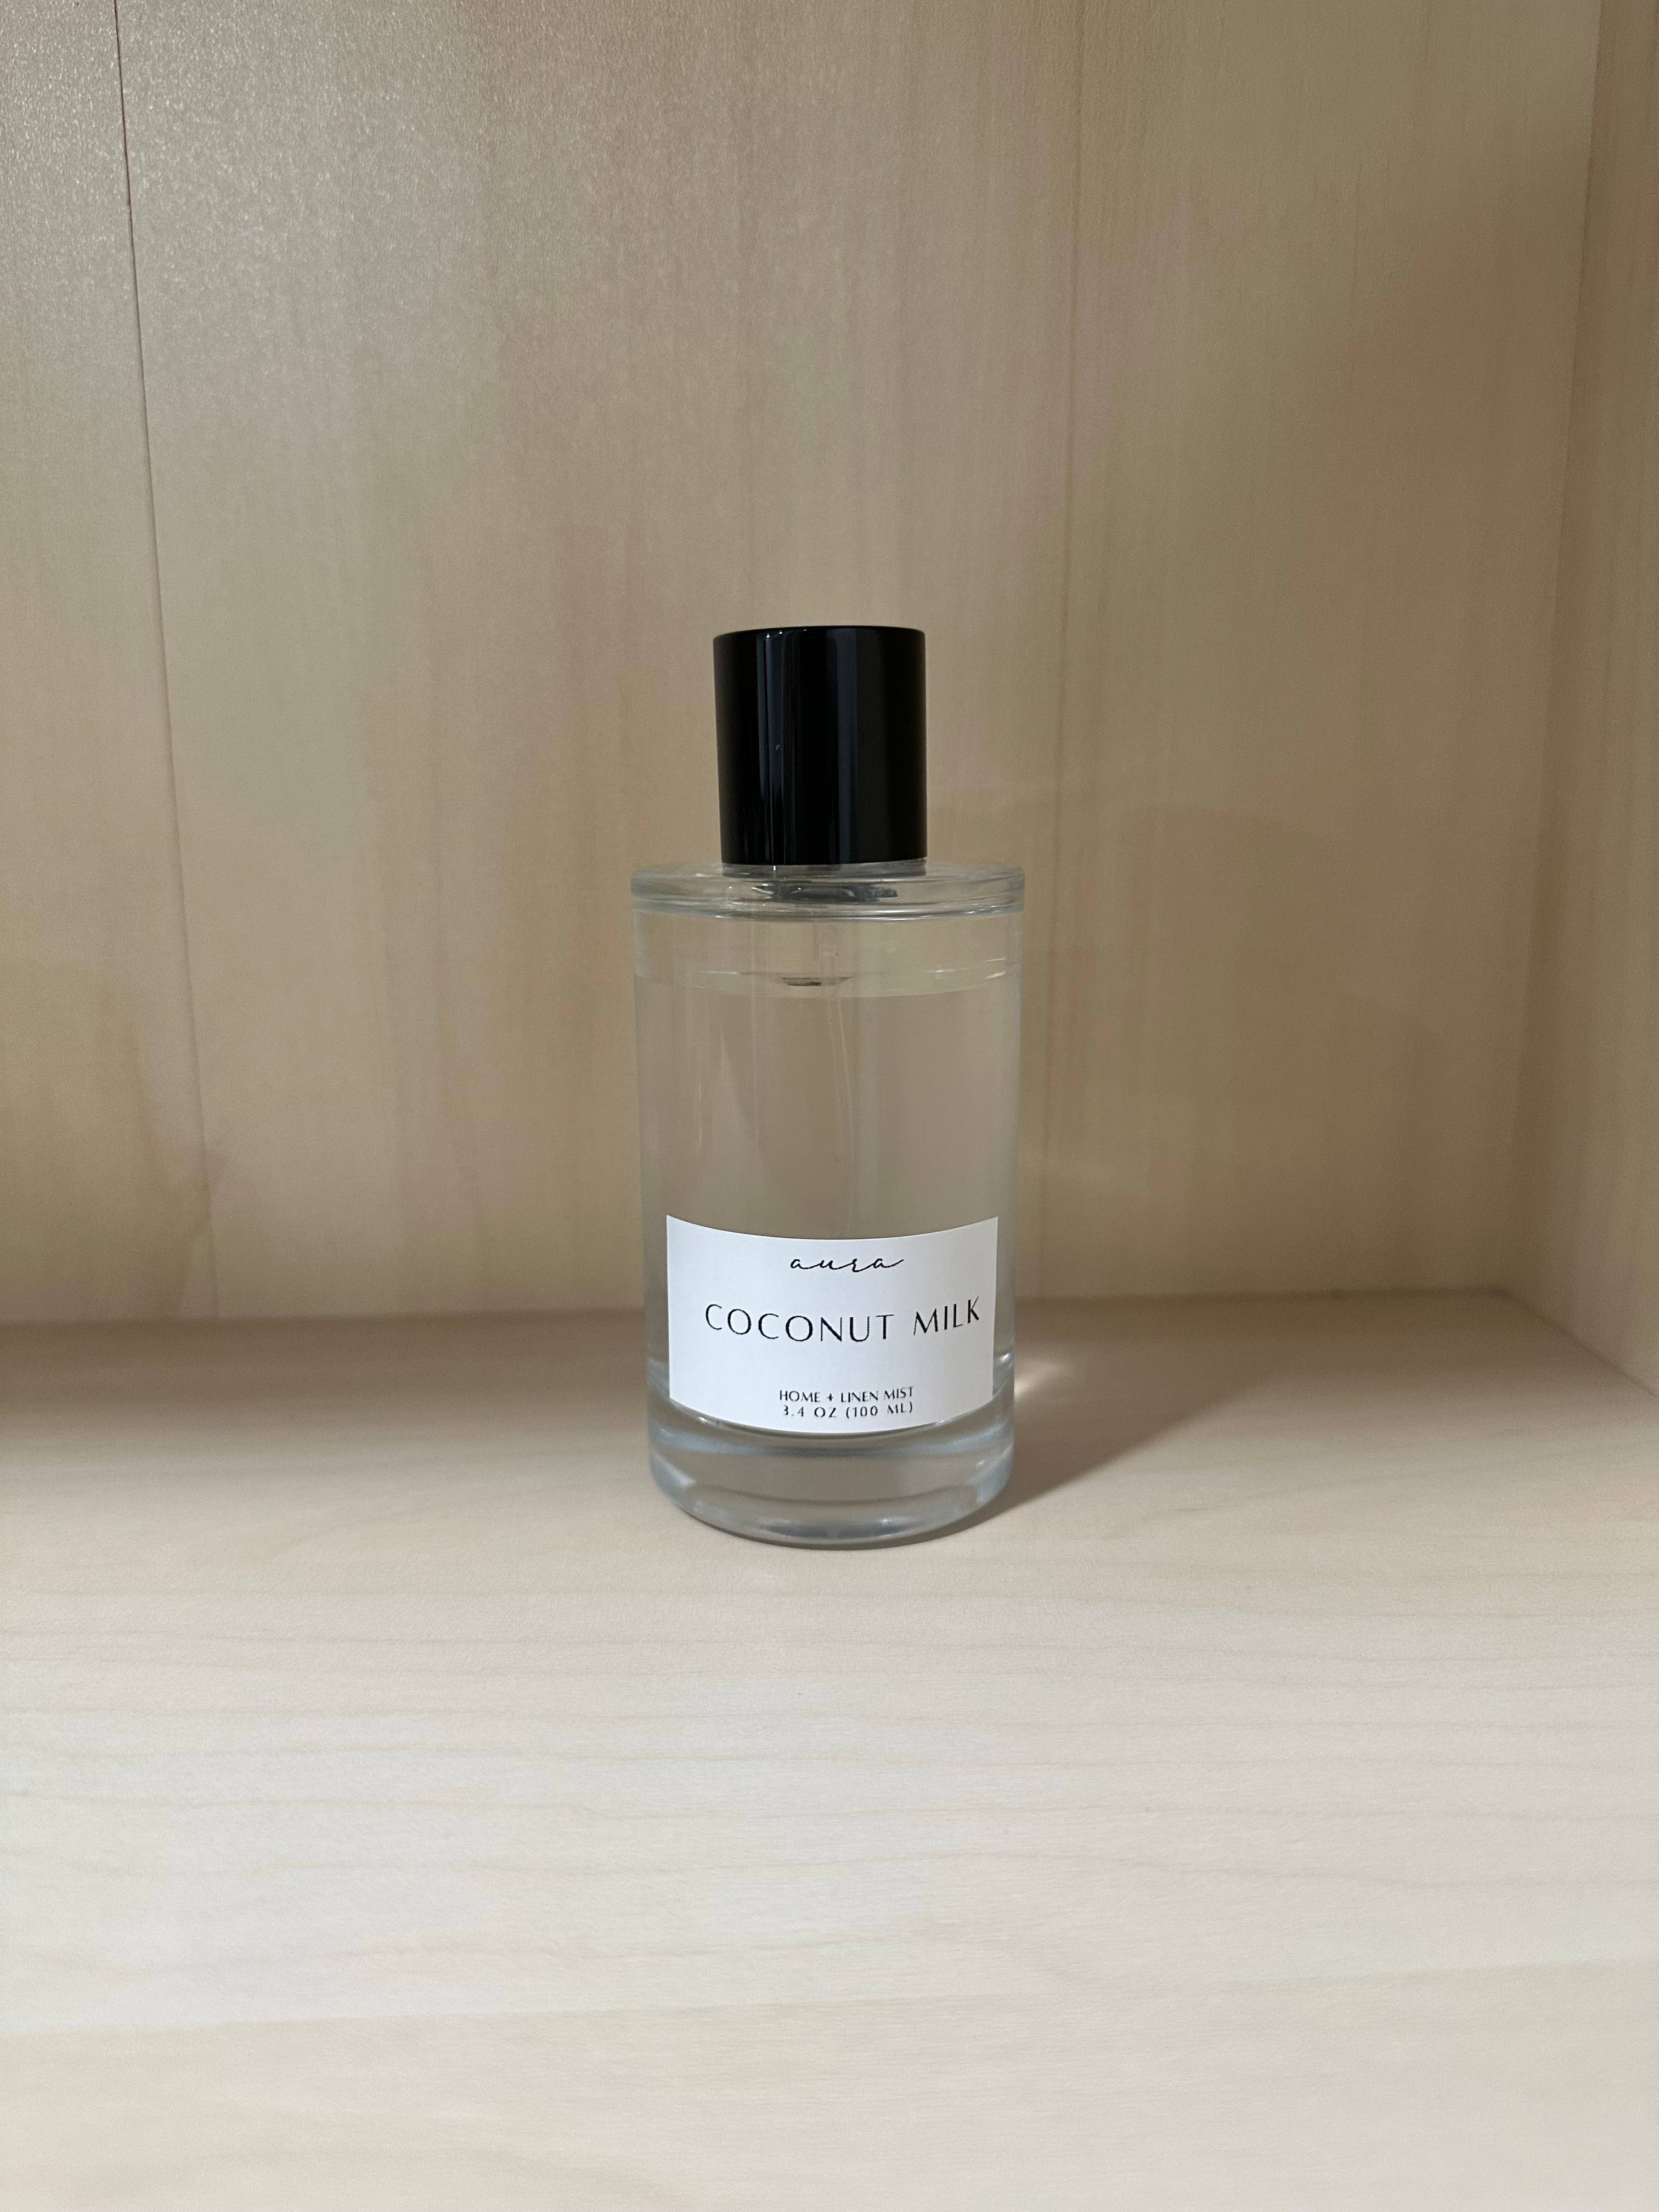 aura
COCONUT MILK
HOME + LINEN MIST
3.4 OZ (100 ML)